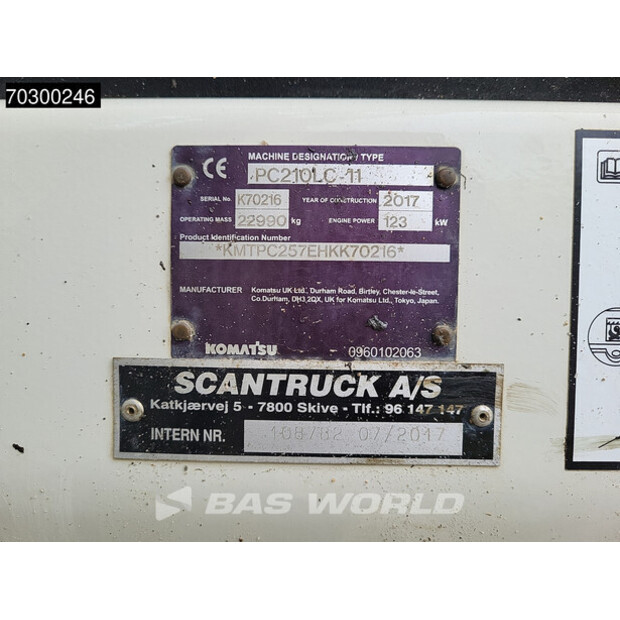 70300246
CE MACHINE DESIGNATION / TYPE
PC210LC-11
SERIAL No. K70216 YEAR OF CONSTRUCTION 2017
OPERATING MASS 22990 kg ENGINE POWER 123 kW
Product Identification Number
*KMTPC257EHKK70216*
MANUFACTURER Komatsu UK Ltd., Durham Road, Birtley, Chester-le-Street,
Co.Durham, DH3 2QX, UK for Komatsu Ltd., Tokyo, Japan.
KOMATSU 0960102063
SCANTRUCK A/S
Katkjærvej 5 - 7800 Skive - Tlf.: 96 147 147
INTERN NR. 07/2017
BAS WORLD